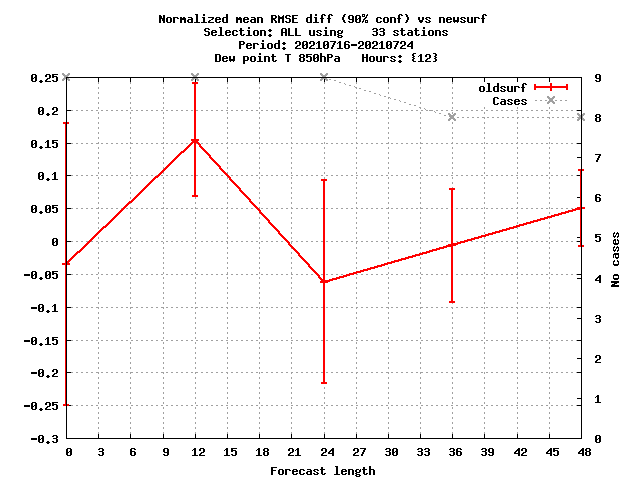 Normalized mean RMSE diff (90% conf) vs newsurf
Selection: ALL using    33 stations
Period: 20210716-20210724
Dew point T 850hPa   Hours: {12}
oldsurf
Cases
0.25
0.2
0.15
0.1
0.05
0
-0.05
-0.1
-0.15
-0.2
-0.25
-0.3
9
8
7
6
5
4
3
2
1
0
No cases
0 3 6 9 12 15 18 21 24 27 30 33 36 39 42 45 48
Forecast length